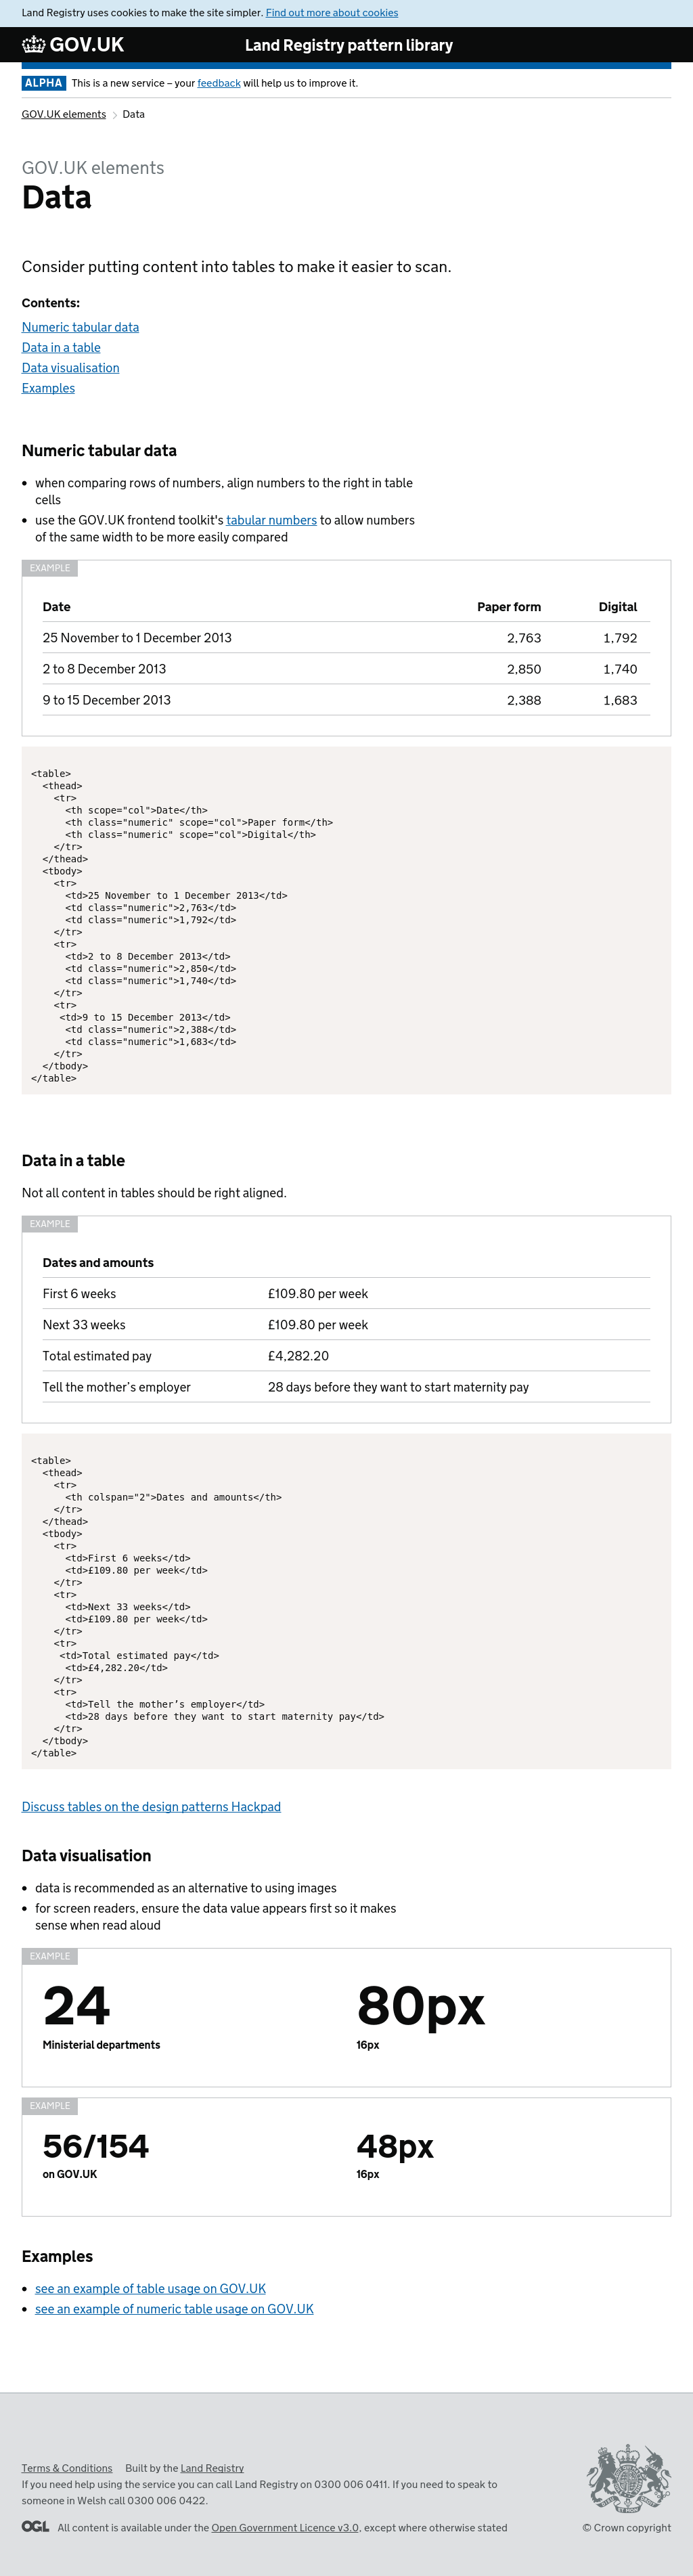 Land Registry uses cookies to make the site simpler. Find out more about cookies
GOV.UK
Land Registry pattern library
ALPHA This is a new service – your feedback will help us to improve it.
GOV.UK elements
Data
GOV.UK elements
Data
Consider putting content into tables to make it easier to scan.
Contents:
Numeric tabular data
Data in a table
Data visualisation
Examples
Numeric tabular data
• when comparing rows of numbers, align numbers to the right in table
cells
• use the GOV.UK frontend toolkit's tabular numbers to allow numbers
of the same width to be more easily compared
EXAMPLE
Date Paper form Digital
25 November to 1 December 2013 2,763 1,792
2 to 8 December 2013 2,850 1,740
9 to 15 December 2013 2,388 1,683
<table>
  <thead>
    <tr>
      <th scope="col">Date</th>
      <th class="numeric" scope="col">Paper form</th>
      <th class="numeric" scope="col">Digital</th>
    </tr>
  </thead>
  <tbody>
    <tr>
      <td>25 November to 1 December 2013</td>
      <td class="numeric">2,763</td>
      <td class="numeric">1,792</td>
    </tr>
    <tr>
      <td>2 to 8 December 2013</td>
      <td class="numeric">2,850</td>
      <td class="numeric">1,740</td>
    </tr>
    <tr>
     <td>9 to 15 December 2013</td>
      <td class="numeric">2,388</td>
      <td class="numeric">1,683</td>
    </tr>
  </tbody>
</table>
Data in a table
Not all content in tables should be right aligned.
EXAMPLE
Dates and amounts
First 6 weeks £109.80 per week
Next 33 weeks £109.80 per week
Total estimated pay £4,282.20
Tell the mother’s employer 28 days before they want to start maternity pay
<table>
  <thead>
    <tr>
      <th colspan="2">Dates and amounts</th>
    </tr>
  </thead>
  <tbody>
    <tr>
      <td>First 6 weeks</td>
      <td>£109.80 per week</td>
    </tr>
    <tr>
      <td>Next 33 weeks</td>
      <td>£109.80 per week</td>
    </tr>
    <tr>
     <td>Total estimated pay</td>
      <td>£4,282.20</td>
    </tr>
    <tr>
      <td>Tell the mother’s employer</td>
      <td>28 days before they want to start maternity pay</td>
    </tr>
  </tbody>
</table>
Discuss tables on the design patterns Hackpad
Data visualisation
• data is recommended as an alternative to using images
• for screen readers, ensure the data value appears first so it makes
sense when read aloud
EXAMPLE
24 80px
Ministerial departments 16px
EXAMPLE
56/154 48px
on GOV.UK 16px
Examples
• see an example of table usage on GOV.UK
• see an example of numeric table usage on GOV.UK
Terms & Conditions Built by the Land Registry
If you need help using the service you can call Land Registry on 0300 006 0411. If you need to speak to
someone in Welsh call 0300 006 0422.
OGL All content is available under the Open Government Licence v3.0, except where otherwise stated
© Crown copyright